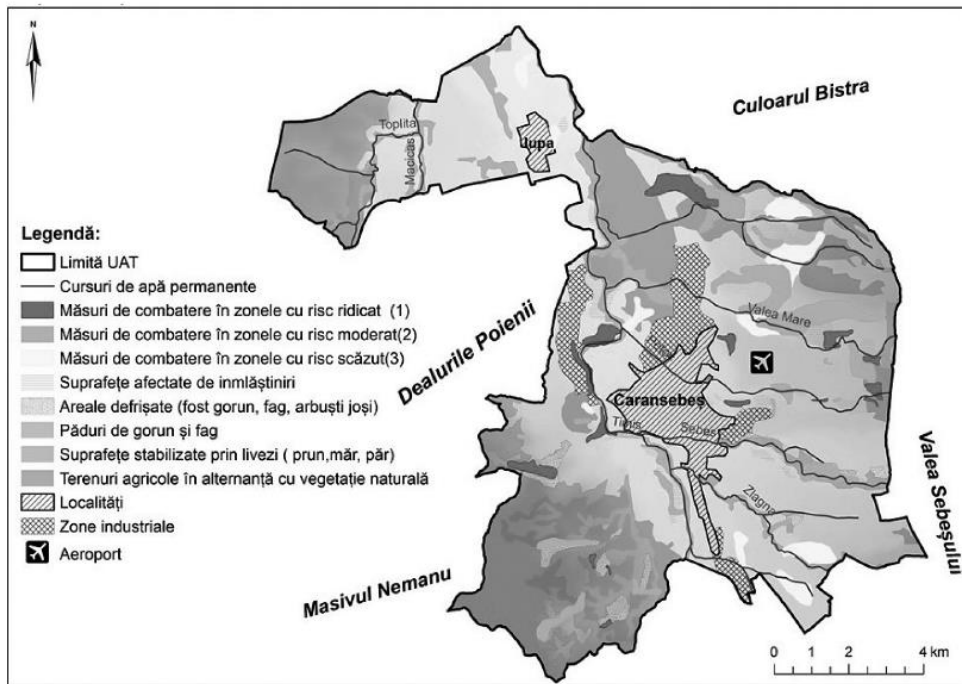 N
Culoarul Bistra
Toplita
Macicas
Jupa
Legendă:
Limită UAT
Cursuri de apă permanente
Măsuri de combatere în zonele cu risc ridicat (1)
Măsuri de combatere în zonele cu risc moderat(2)
Măsuri de combatere în zonele cu risc scăzut(3)
Suprafețe afectate de inmlăștiniri
Areale defrișate (fost gorun, fag, arbuști joși)
Păduri de gorun și fag
Suprafețe stabilizate prin livezi ( prun,măr, păr)
Terenuri agricole în alternanță cu vegetație naturală
Localități
Zone industriale
Aeroport
Valea Mare
Dealurile Poienii
Caransebeș
Timis
Sebes
Zlagna
Valea Sebeșului
Masivul Nemanu
0 1 2 4 km